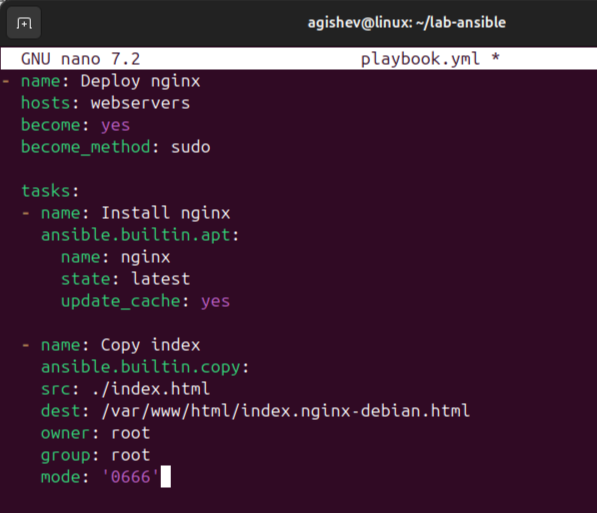 agishev@linux: ~/lab-ansible
GNU nano 7.2 playbook.yml *
- name: Deploy nginx
  hosts: webservers
  become: yes
  become_method: sudo

  tasks:
  - name: Install nginx
    ansible.builtin.apt:
      name: nginx
      state: latest
      update_cache: yes

  - name: Copy index
    ansible.builtin.copy:
    src: ./index.html
    dest: /var/www/html/index.nginx-debian.html
    owner: root
    group: root
    mode: '0666'